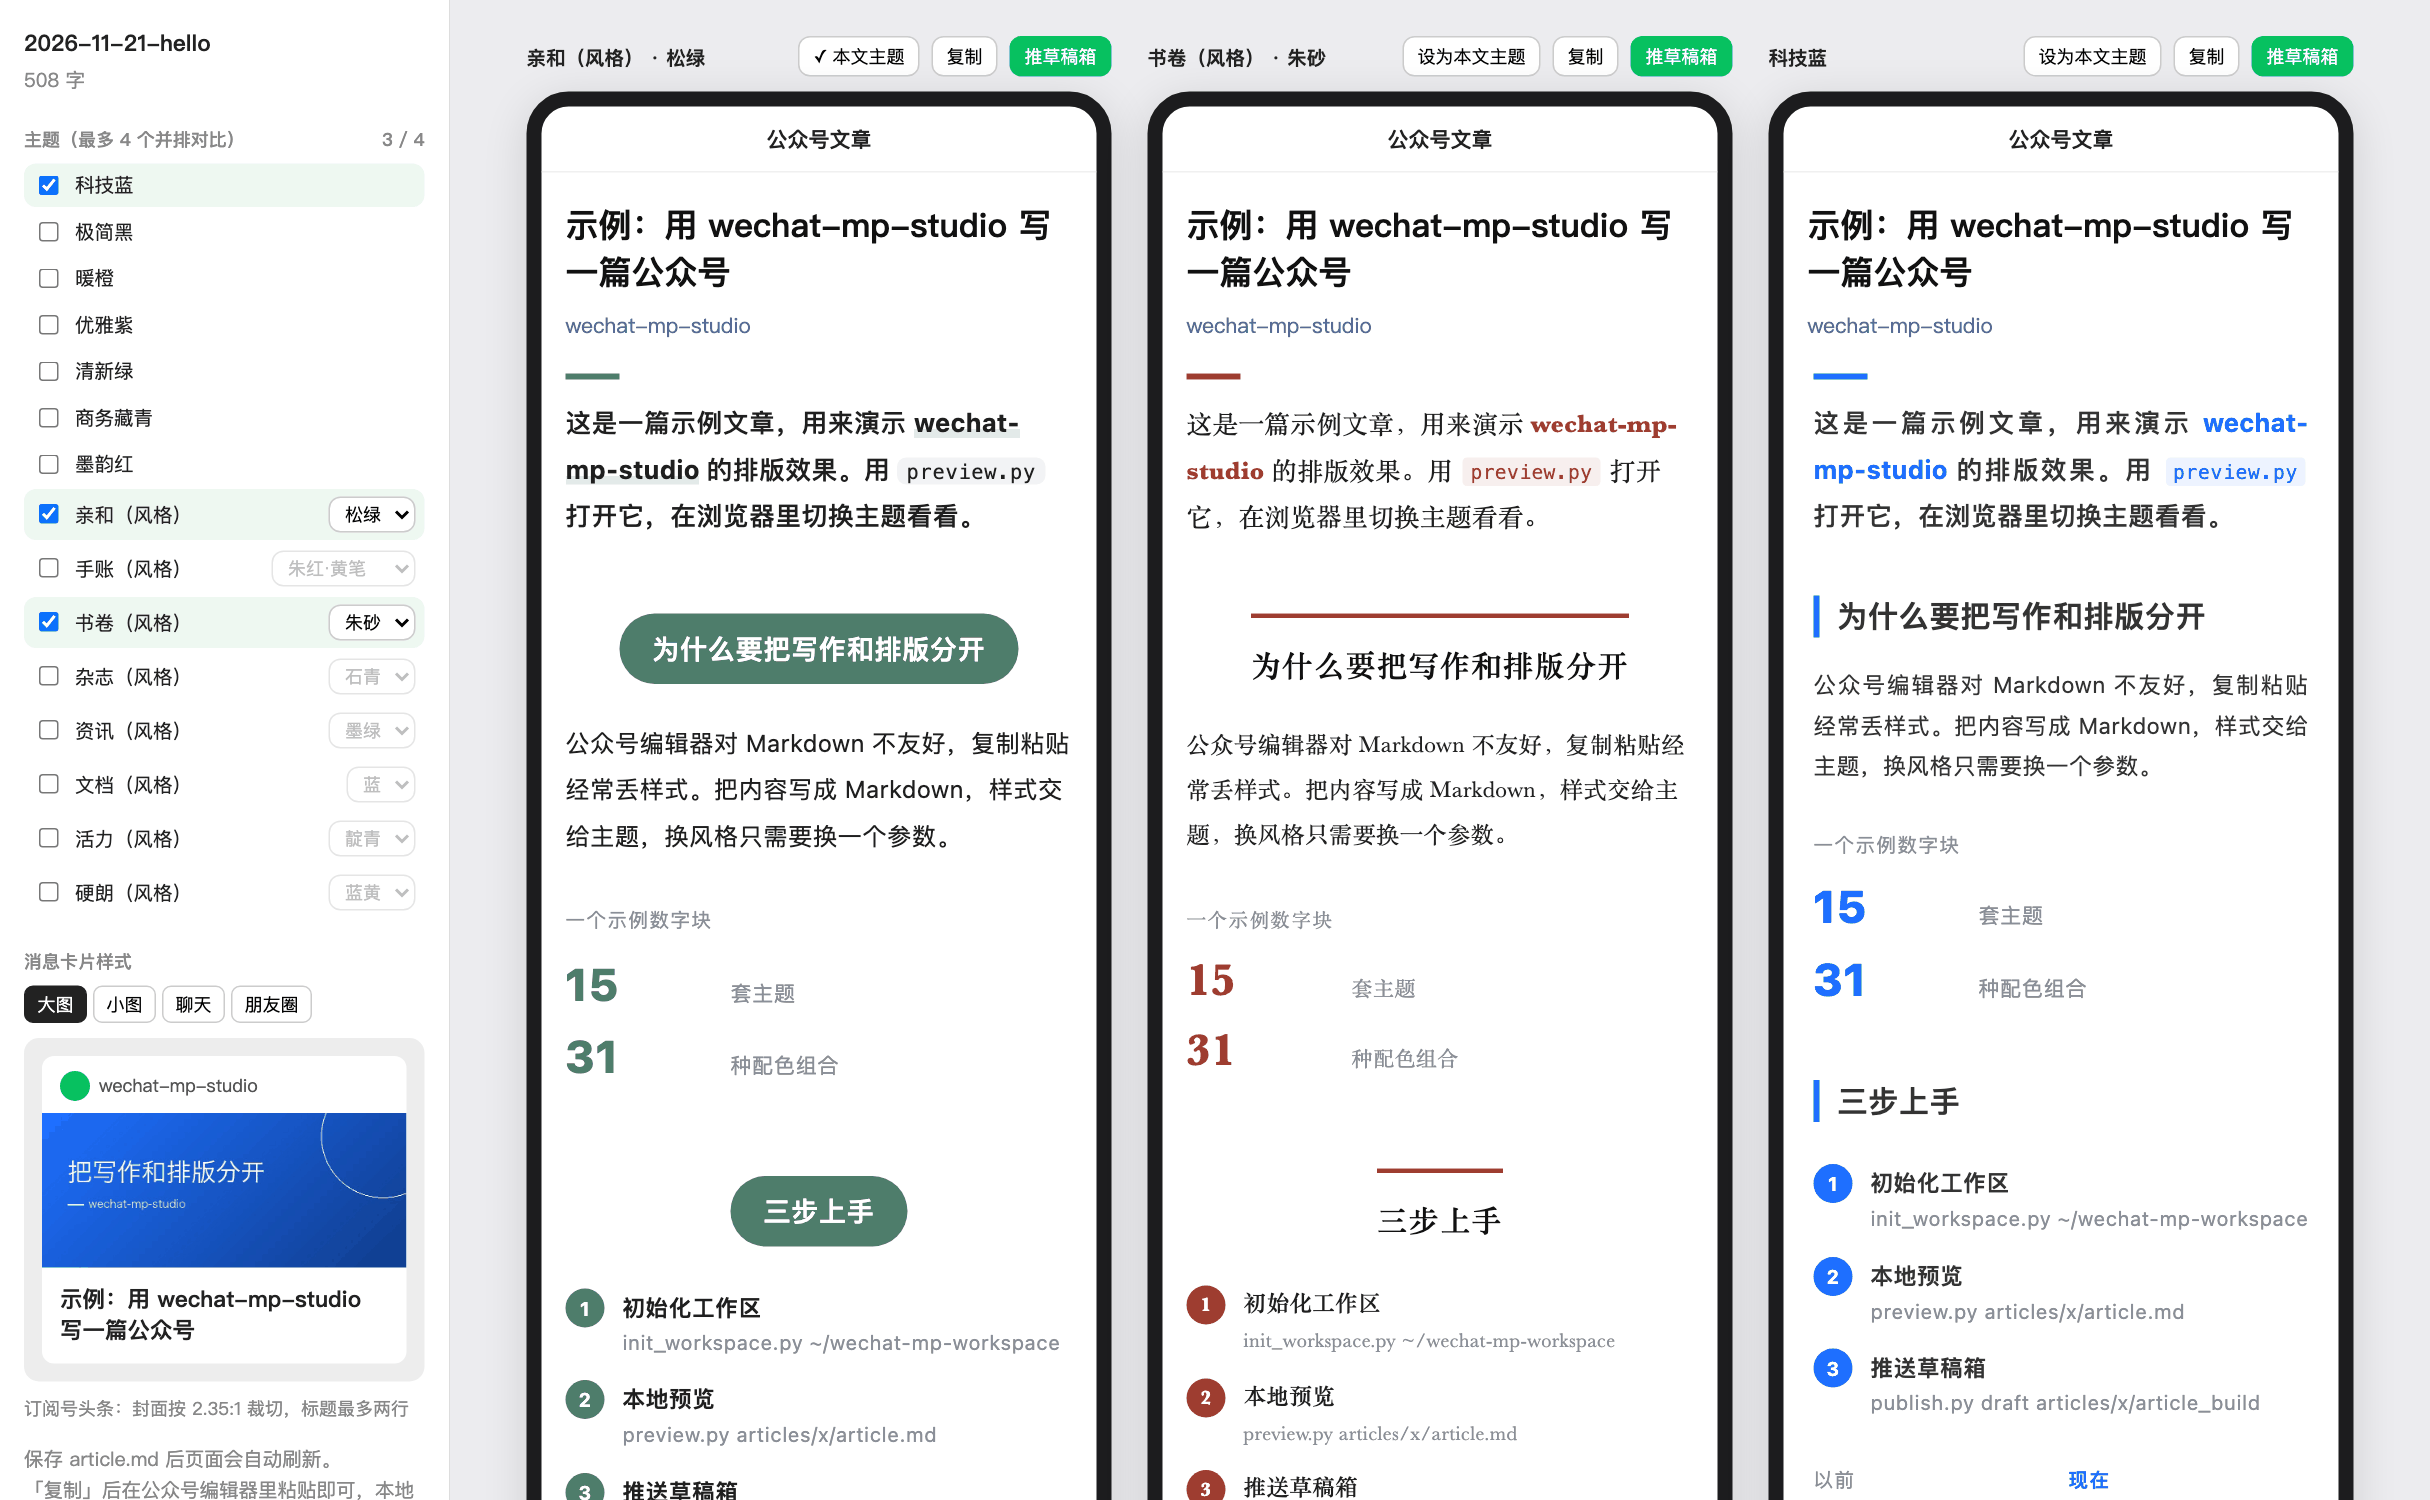 2026-11-21-hello
508 字
主题（最多 4 个并排对比）
3 / 4
科技蓝
极简黑
暖橙
优雅紫
清新绿
商务藏青
墨韵红
亲和（风格）
松绿
手账（风格）
朱红·黄笔
书卷（风格）
朱砂
杂志（风格）
石青
资讯（风格）
墨绿
文档（风格）
蓝
活力（风格）
靛青
硬朗（风格）
蓝黄
消息卡片样式
大图
小图
聊天
朋友圈
wechat-mp-studio
把写作和排版分开
— wechat-mp-studio
示例：用 wechat-mp-studio
写一篇公众号
订阅号头条：封面按 2.35:1 裁切，标题最多两行
保存 article.md 后页面会自动刷新。
「复制」后在公众号编辑器里粘贴即可，本地
亲和（风格） · 松绿
✓ 本文主题
复制
推草稿箱
公众号文章
示例：用 wechat-mp-studio 写
一篇公众号
wechat-mp-studio
这是一篇示例文章，用来演示 wechat-
mp-studio 的排版效果。用 preview.py
打开它，在浏览器里切换主题看看。
为什么要把写作和排版分开
公众号编辑器对 Markdown 不友好，复制粘贴
经常丢样式。把内容写成 Markdown，样式交
给主题，换风格只需要换一个参数。
一个示例数字块
15
套主题
31
种配色组合
三步上手
1
初始化工作区
init_workspace.py ~/wechat-mp-workspace
2
本地预览
preview.py articles/x/article.md
3
推送草稿箱
书卷（风格） · 朱砂
设为本文主题
复制
推草稿箱
公众号文章
示例：用 wechat-mp-studio 写
一篇公众号
wechat-mp-studio
这是一篇示例文章，用来演示 wechat-mp-
studio 的排版效果。用 preview.py 打开
它，在浏览器里切换主题看看。
为什么要把写作和排版分开
公众号编辑器对 Markdown 不友好，复制粘贴经
常丢样式。把内容写成 Markdown，样式交给主
题，换风格只需要换一个参数。
一个示例数字块
15
套主题
31
种配色组合
三步上手
1
初始化工作区
init_workspace.py ~/wechat-mp-workspace
2
本地预览
preview.py articles/x/article.md
3
推送草稿箱
科技蓝
设为本文主题
复制
推草稿箱
公众号文章
示例：用 wechat-mp-studio 写
一篇公众号
wechat-mp-studio
这是一篇示例文章，用来演示 wechat-
mp-studio 的排版效果。用 preview.py
打开它，在浏览器里切换主题看看。
为什么要把写作和排版分开
公众号编辑器对 Markdown 不友好，复制粘贴
经常丢样式。把内容写成 Markdown，样式交给
主题，换风格只需要换一个参数。
一个示例数字块
15
套主题
31
种配色组合
三步上手
1
初始化工作区
init_workspace.py ~/wechat-mp-workspace
2
本地预览
preview.py articles/x/article.md
3
推送草稿箱
publish.py draft articles/x/article_build
以前
现在